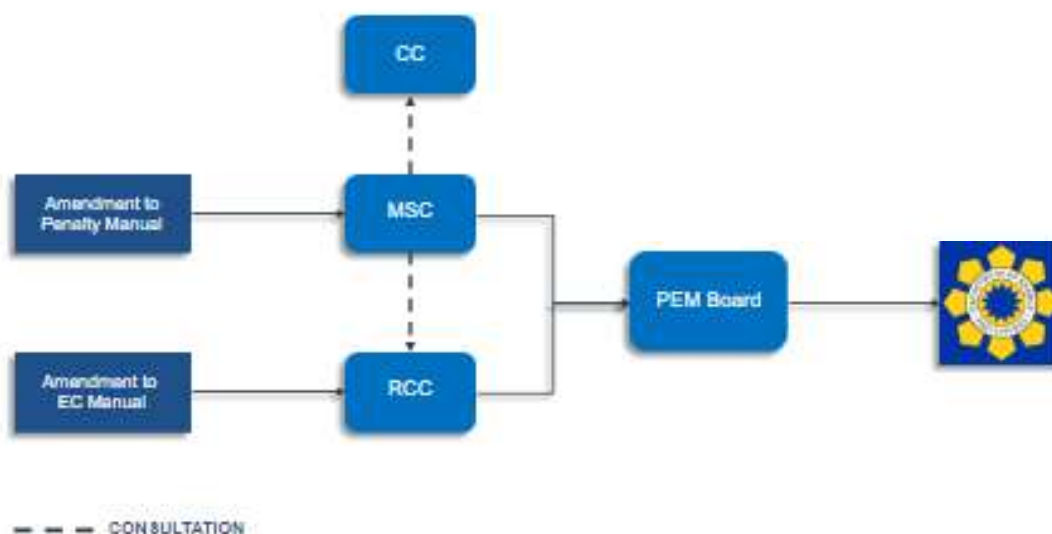 CC
Amendment to
Penalty Manual
MSC
PEM Board
Amendment to
EC Manual
RCC
CONSULTATION